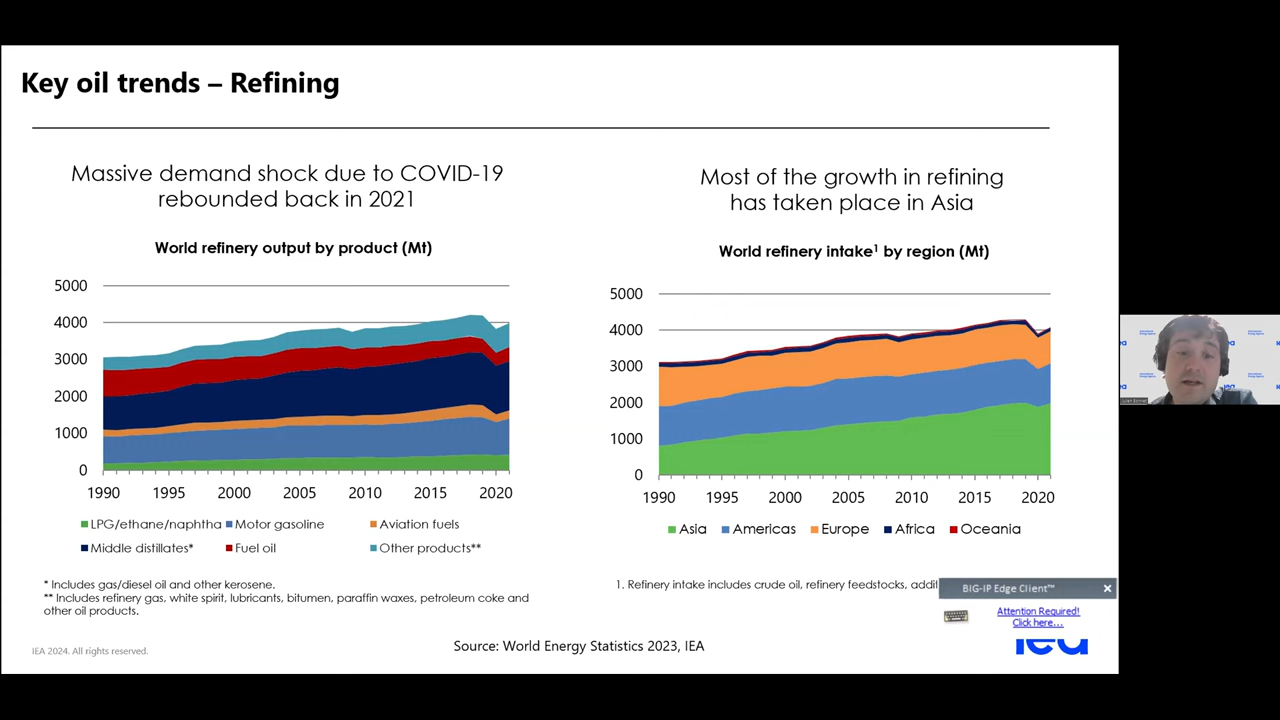 Key oil trends – Refining
Massive demand shock due to COVID-19
rebounded back in 2021
World refinery output by product (Mt)
5000
4000
3000
2000
1000
0
1990 1995 2000 2005 2010 2015 2020
LPG/ethane/naphtha Motor gasoline Aviation fuels
Middle distillates* Fuel oil Other products**
* Includes gas/diesel oil and other kerosene.
** Includes refinery gas, white spirit, lubricants, bitumen, paraffin waxes, petroleum coke and
other oil products.
Most of the growth in refining
has taken place in Asia
World refinery intake¹ by region (Mt)
5000
4000
3000
2000
1000
0
1990 1995 2000 2005 2010 2015 2020
Asia Americas Europe Africa Oceania
1. Refinery intake includes crude oil, refinery feedstocks, addit
BIG-IP Edge Client™
Attention Required!
Click here...
IEA 2024. All rights reserved.
Source: World Energy Statistics 2023, IEA
iea